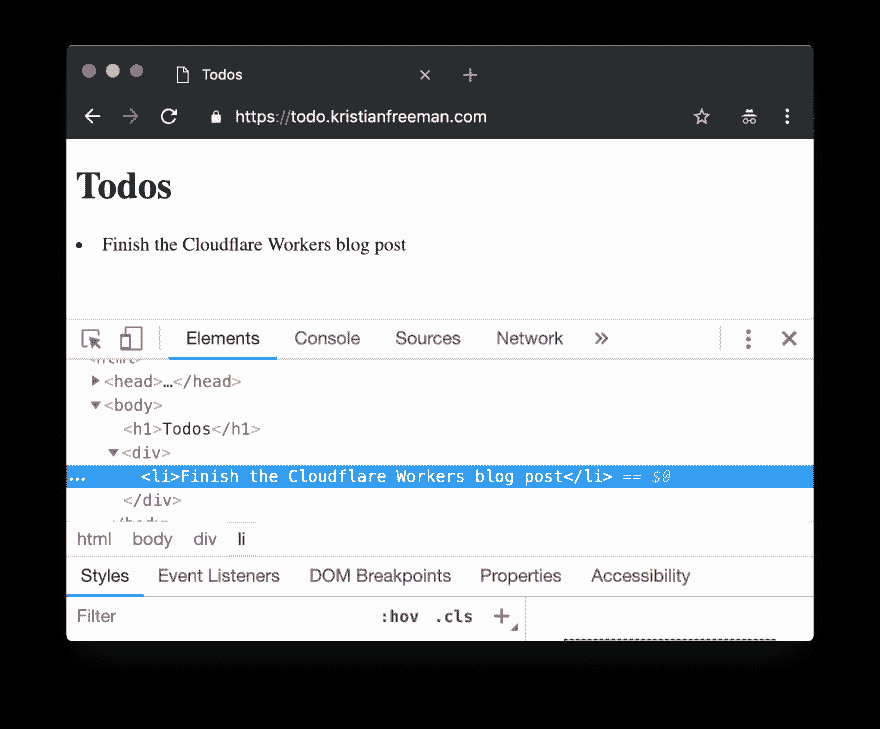 Todos
https://todo.kristianfreeman.com
Todos
• Finish the Cloudflare Workers blog post
Elements Console Sources Network »
▶<head>…</head>
▼<body>
<h1>Todos</h1>
▼<div>
... <li>Finish the Cloudflare Workers blog post</li> == $0
</div>
html body div li
Styles Event Listeners DOM Breakpoints Properties Accessibility
Filter :hov .cls +